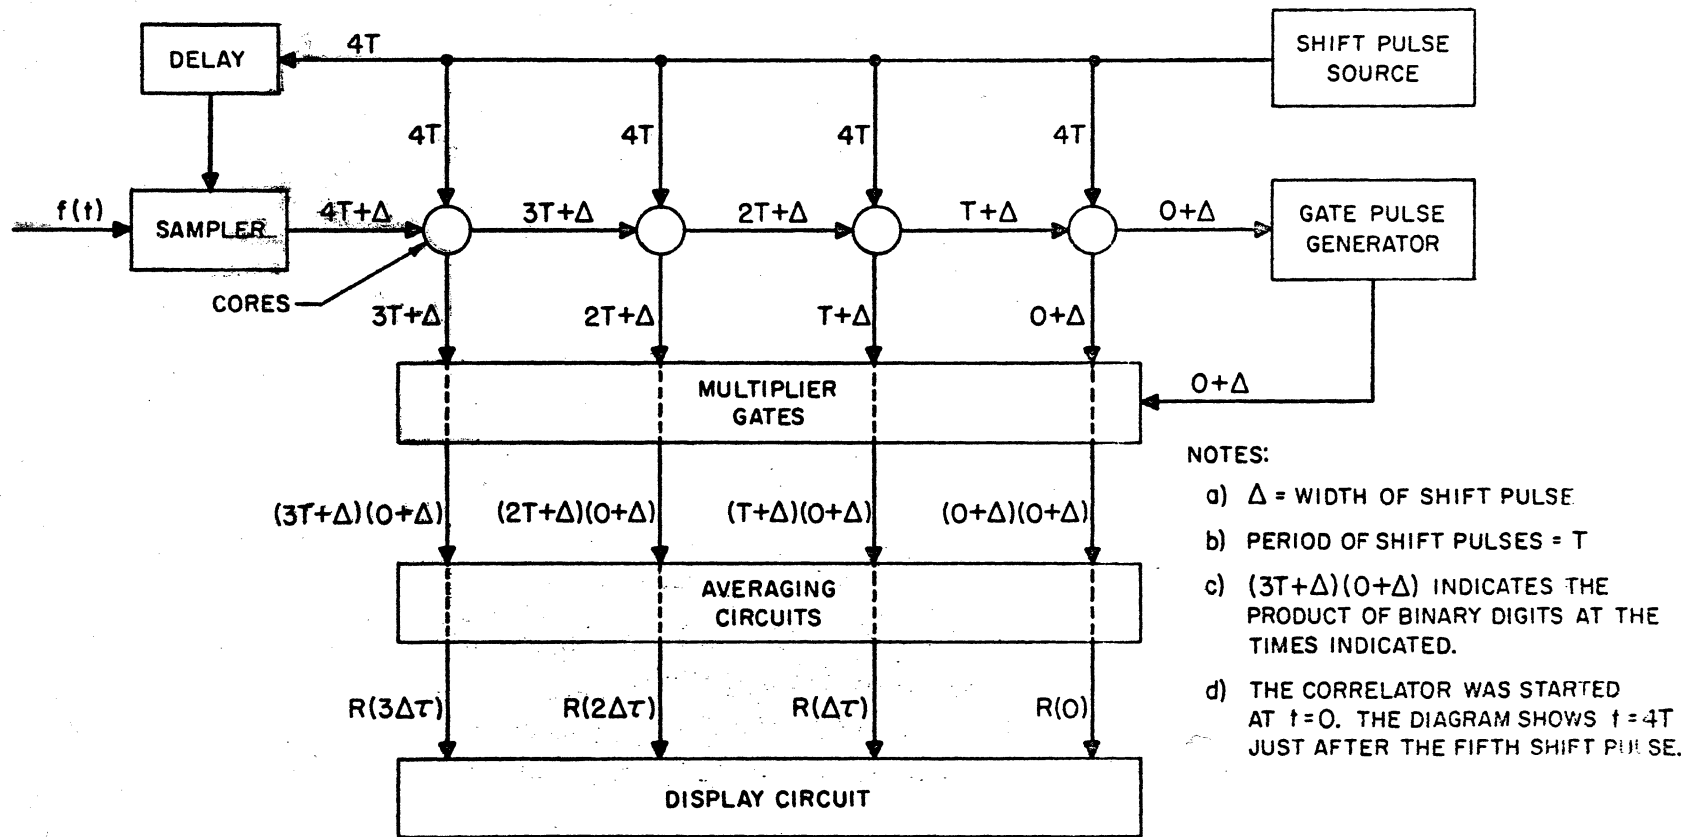 DELAY
4T
SHIFT PULSE
SOURCE
4T
4T
4T
4T
f(t)
SAMPLER
4T+Δ
3T+Δ
2T+Δ
T+Δ
0+Δ
GATE PULSE
GENERATOR
CORES
3T+Δ
2T+Δ
T+Δ
0+Δ
MULTIPLIER
GATES
0+Δ
(3T+Δ)(0+Δ)
(2T+Δ)(0+Δ)
(T+Δ)(0+Δ)
(0+Δ)(0+Δ)
AVERAGING
CIRCUITS
R(3Δτ)
R(2Δτ)
R(Δτ)
R(0)
DISPLAY CIRCUIT
NOTES:
a) Δ = WIDTH OF SHIFT PULSE
b) PERIOD OF SHIFT PULSES = T
c) (3T+Δ)(0+Δ) INDICATES THE
PRODUCT OF BINARY DIGITS AT THE
TIMES INDICATED.
d) THE CORRELATOR WAS STARTED
AT t=0. THE DIAGRAM SHOWS t=4T
JUST AFTER THE FIFTH SHIFT PULSE.